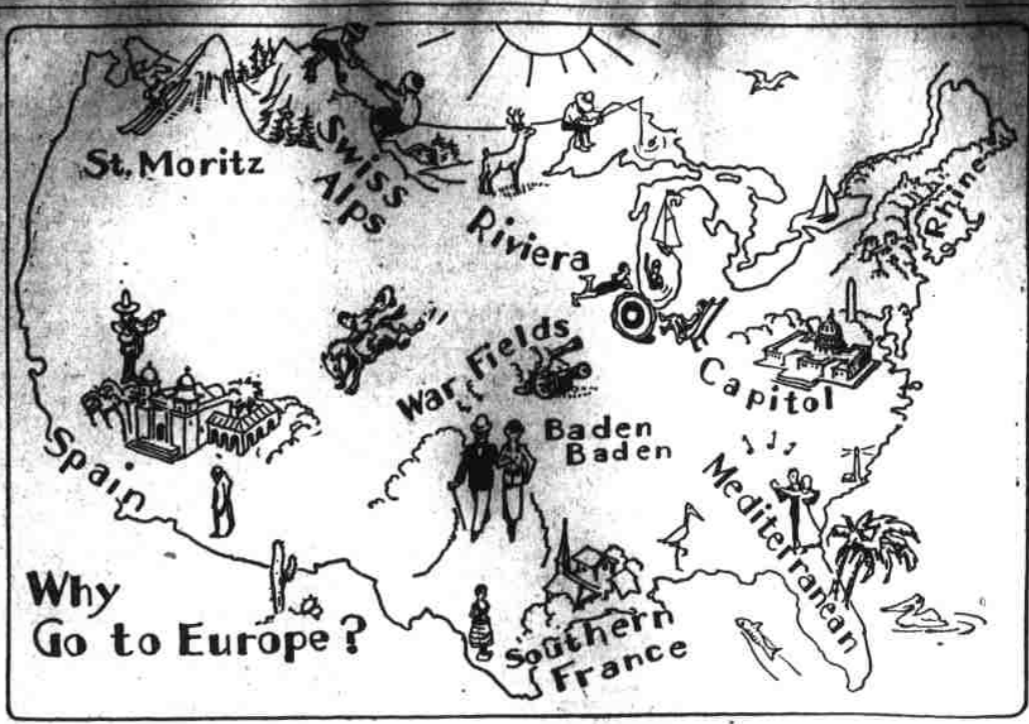 St. Moritz
Swiss
Alps
Riviera
Rhine
War Fields
Capitol
Baden
Baden
Spain
Mediterranean
Southern
France
Why
Go to Europe?